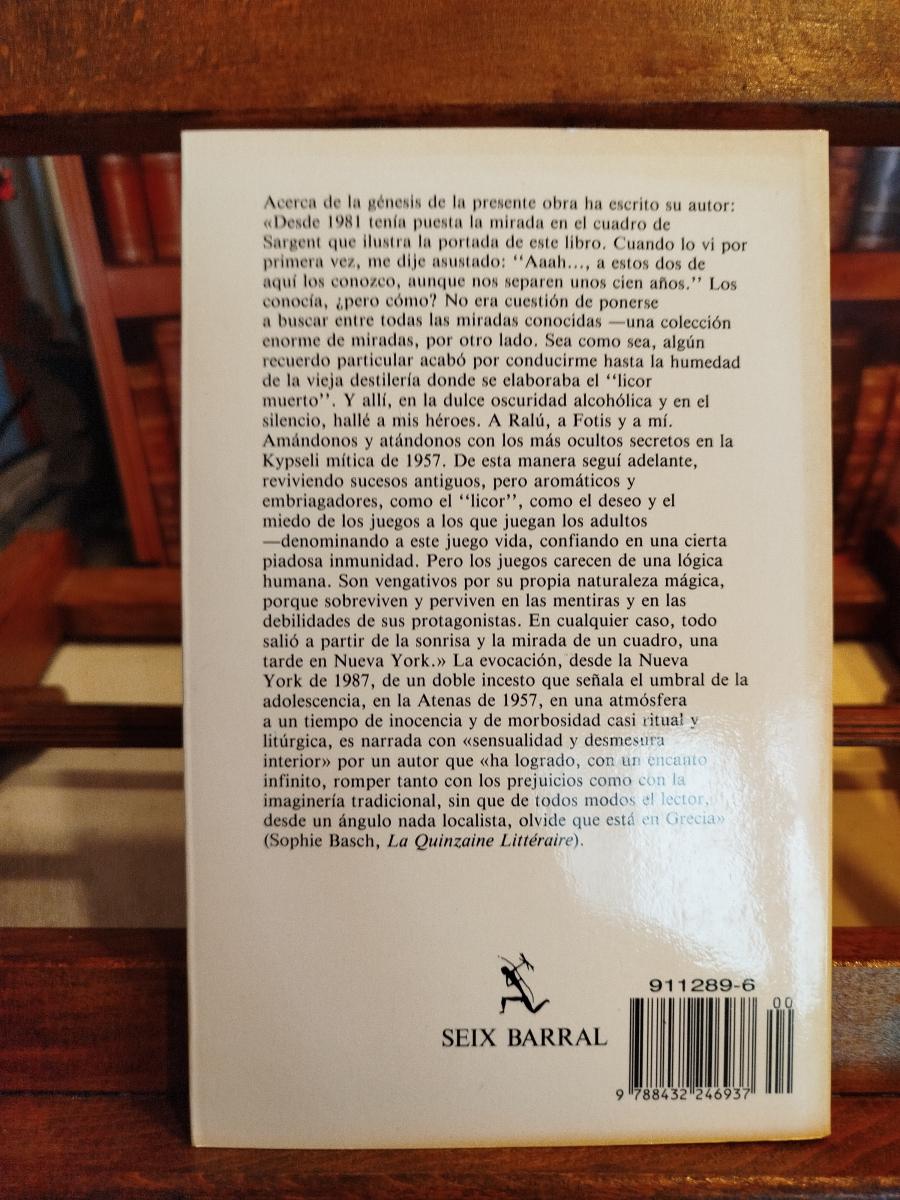 Acerca de la génesis de la presente obra ha escrito su autor:
«Desde 1981 tenía puesta la mirada en el cuadro de
Sargent que ilustra la portada de este libro. Cuando lo vi por
primera vez, me dije asustado: “Aaah..., a estos dos de
aquí los conozco, aunque nos separen unos cien años.” Los
conocía, ¿pero cómo? No era cuestión de ponerse
a buscar entre todas las miradas conocidas —una colección
enorme de miradas, por otro lado. Sea como sea, algún
recuerdo particular acabó por conducirme hasta la humedad
de la vieja destilería donde se elaboraba el “licor
muerto”. Y allí, en la dulce oscuridad alcohólica y en el
silencio, hallé a mis héroes. A Ralú, a Fotis y a mí.
Amándonos y atándonos con los más ocultos secretos en la
Kypseli mítica de 1957. De esta manera seguí adelante,
reviviendo sucesos antiguos, pero aromáticos y
embriagadores, como el “licor”, como el deseo y el
miedo de los juegos a los que juegan los adultos
—denominando a este juego vida, confiando en una cierta
piadosa inmunidad. Pero los juegos carecen de una lógica
humana. Son vengativos por su propia naturaleza mágica,
porque sobreviven y perviven en las mentiras y en las
debilidades de sus protagonistas. En cualquier caso, todo
salió a partir de la sonrisa y la mirada de un cuadro, una
tarde en Nueva York.» La evocación, desde la Nueva
York de 1987, de un doble incesto que señala el umbral de la
adolescencia, en la Atenas de 1957, en una atmósfera
a un tiempo de inocencia y de morbosidad casi ritual y
litúrgica, es narrada con «sensualidad y desmesura
interior» por un autor que «ha logrado, con un encanto
infinito, romper tanto con los prejuicios como con la
imaginería tradicional, sin que de todos modos el lector,
desde un ángulo nada localista, olvide que está en Grecia»
(Sophie Basch, La Quinzaine Littéraire).
SEIX BARRAL
911289-6
00
9 788432 246937